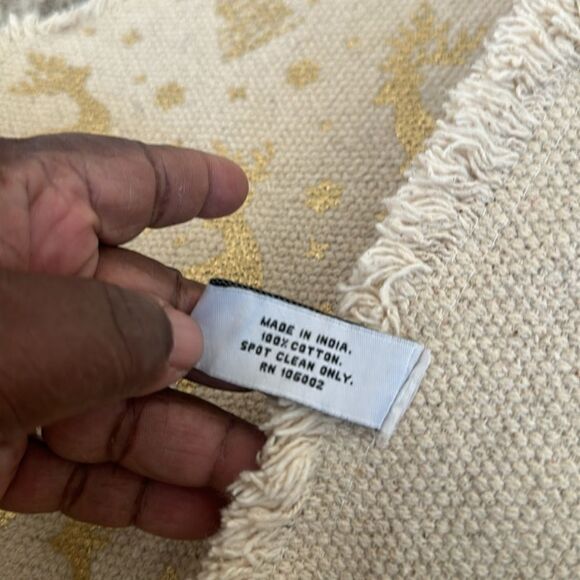 MADE IN INDIA.
100% COTTON.
SPOT CLEAN ONLY.
RN 106002